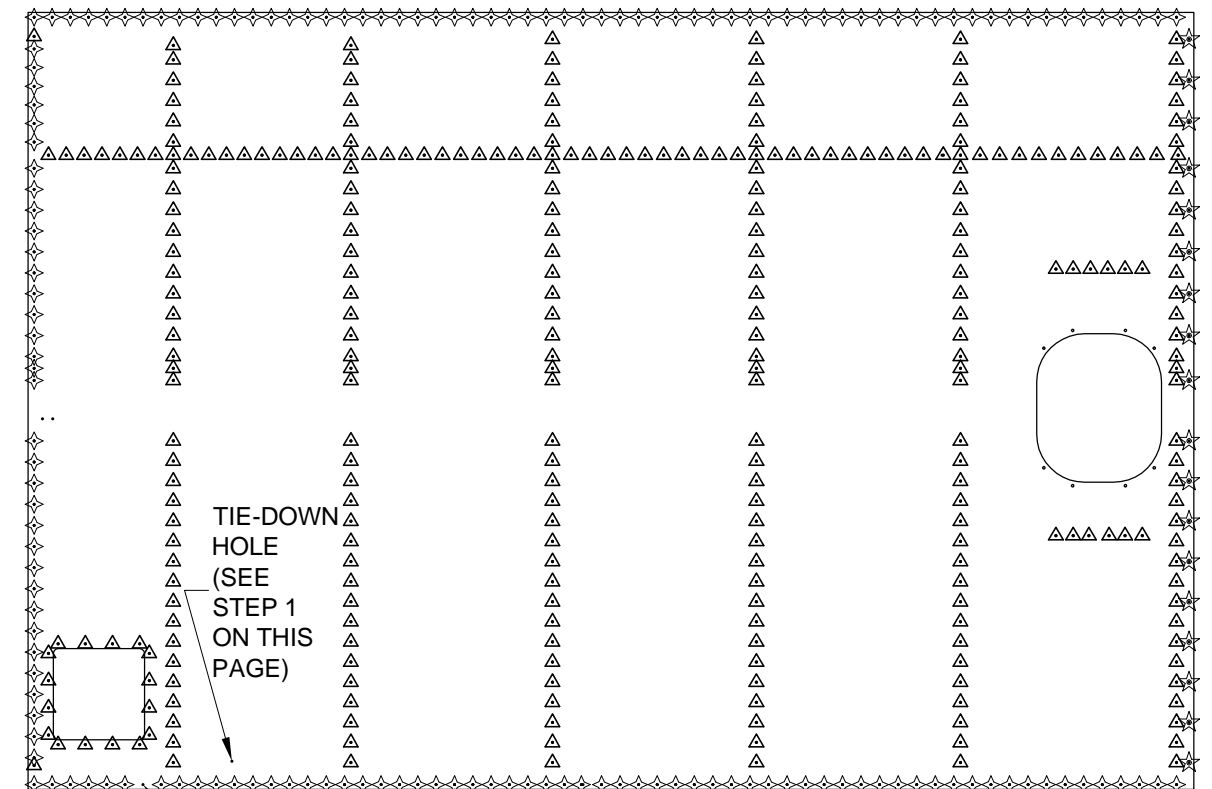 TIE-DOWN
HOLE
(SEE
STEP 1
ON THIS
PAGE)